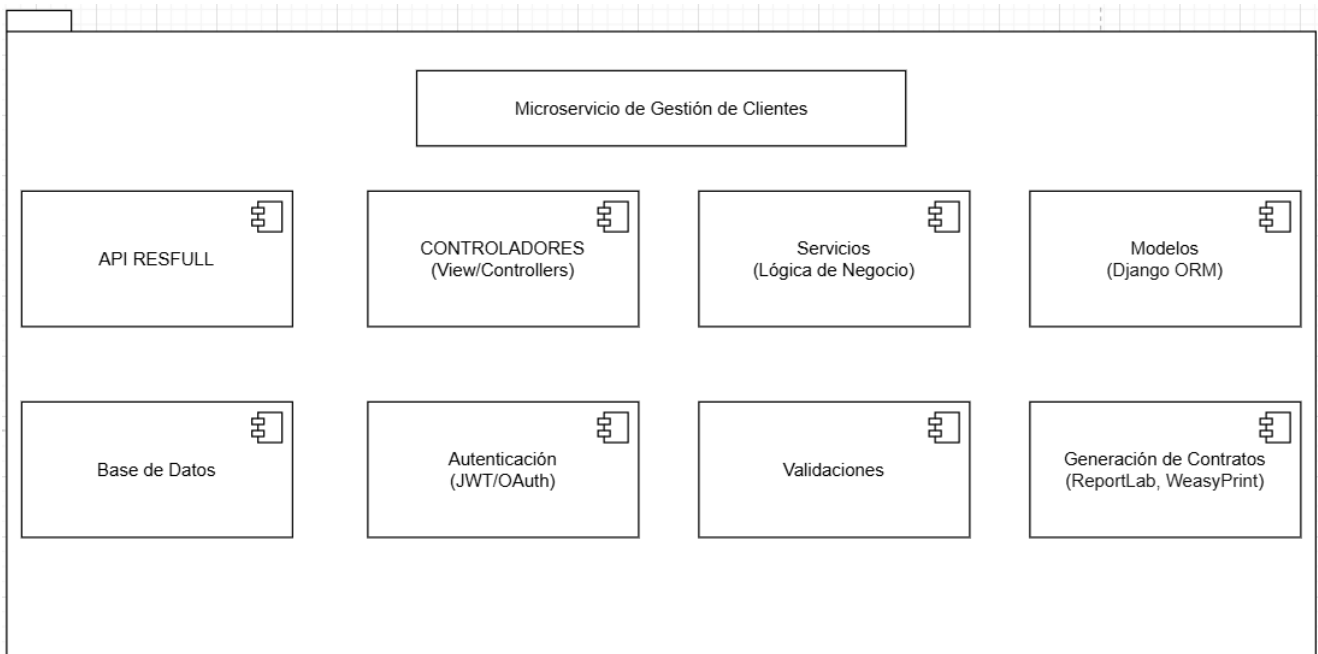 Microservicio de Gestión de Clientes
API RESFULL
CONTROLADORES
(View/Controllers)
Servicios
(Lógica de Negocio)
Modelos
(Django ORM)
Base de Datos
Autenticación
(JWT/OAuth)
Validaciones
Generación de Contratos
(ReportLab, WeasyPrint)